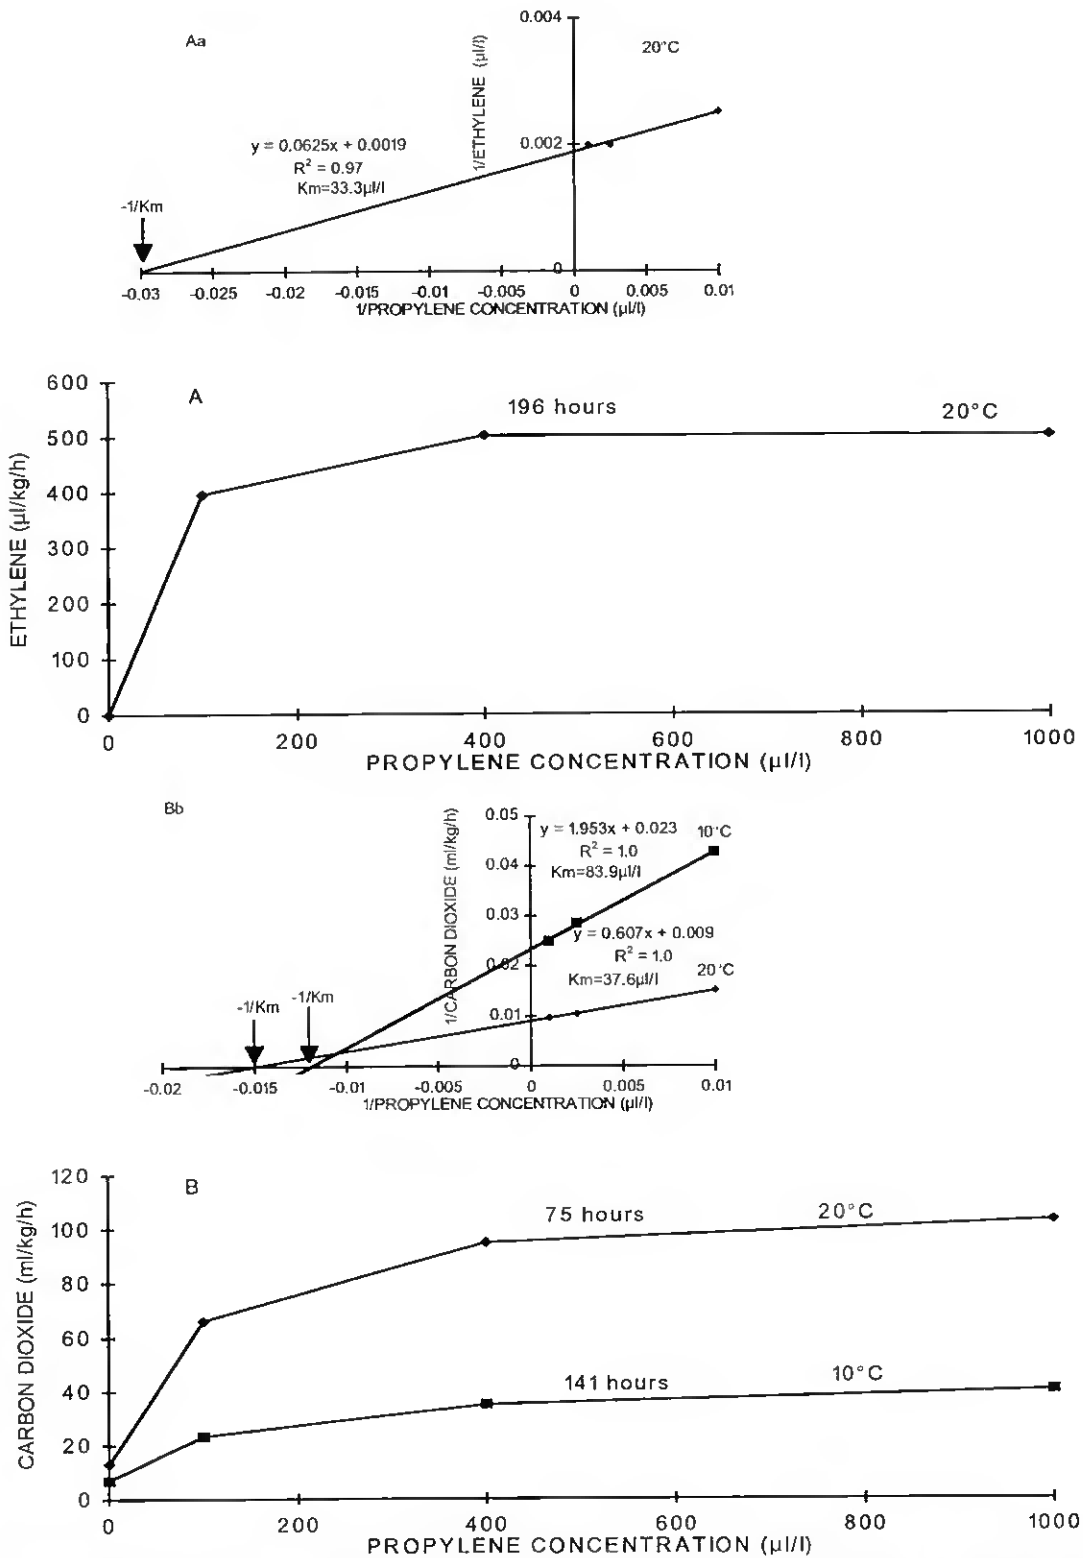 Aa
20°C
0.004
0.002
0
1/ETHYLENE (µl/l)
y = 0.0625x + 0.0019
R² = 0.97
Km=33.3µl/l
-1/Km
-0.03 -0.025 -0.02 -0.015 -0.01 -0.005 0 0.005 0.01
1/PROPYLENE CONCENTRATION (µl/l)
A
196 hours
20°C
600
500
400
300
200
100
0
ETHYLENE (µl/kg/h)
0 200 400 600 800 1000
PROPYLENE CONCENTRATION (µl/l)
Bb
0.05
0.04
0.03
0.02
0.01
0
1/CARBON DIOXIDE (ml/kg/h)
y = 1.953x + 0.023 10°C
R² = 1.0
Km=83.9µl/l
y = 0.607x + 0.009
R² = 1.0
Km=37.6µl/l
20°C
-1/Km
-1/Km
-0.02 -0.015 -0.01 -0.005 0 0.005 0.01
1/PROPYLENE CONCENTRATION (µl/l)
B
75 hours
20°C
141 hours
10°C
120
100
80
60
40
20
0
CARBON DIOXIDE (ml/kg/h)
0 200 400 600 800 1000
PROPYLENE CONCENTRATION (µl/l)